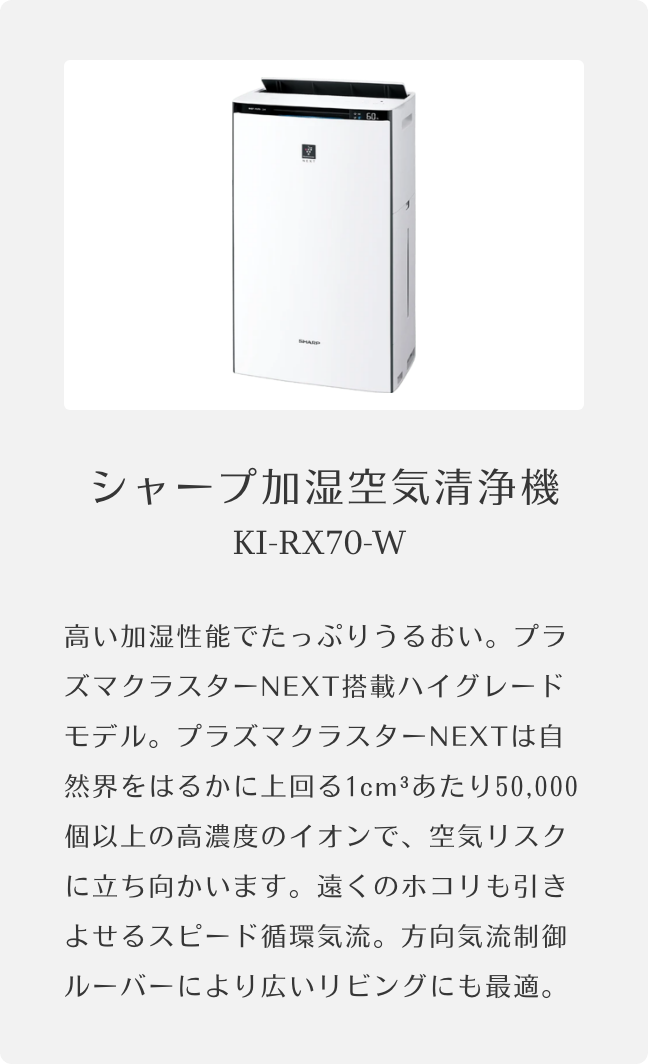 60
NEXT
SHARP
シャープ加湿空気清浄機
KI-RX70-W
高い加湿性能でたっぷりうるおい。プラ
ズマクラスターNEXT搭載ハイグレード
モデル。プラズマクラスターNEXTは自
然界をはるかに上回る1cm³あたり50,000
個以上の高濃度のイオンで、空気リスク
に立ち向かいます。遠くのホコリも引き
よせるスピード循環気流。方向気流制御
ルーバーにより広いリビングにも最適。